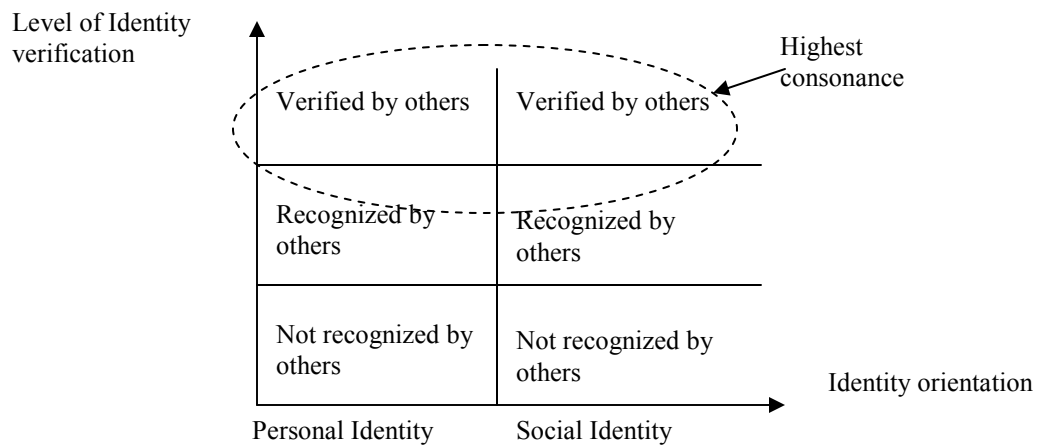 Level of Identity
verification
Highest
consonance
Verified by others
Verified by others
Recognized by
others
Recognized by
others
Not recognized by
others
Not recognized by
others
Identity orientation
Personal Identity
Social Identity